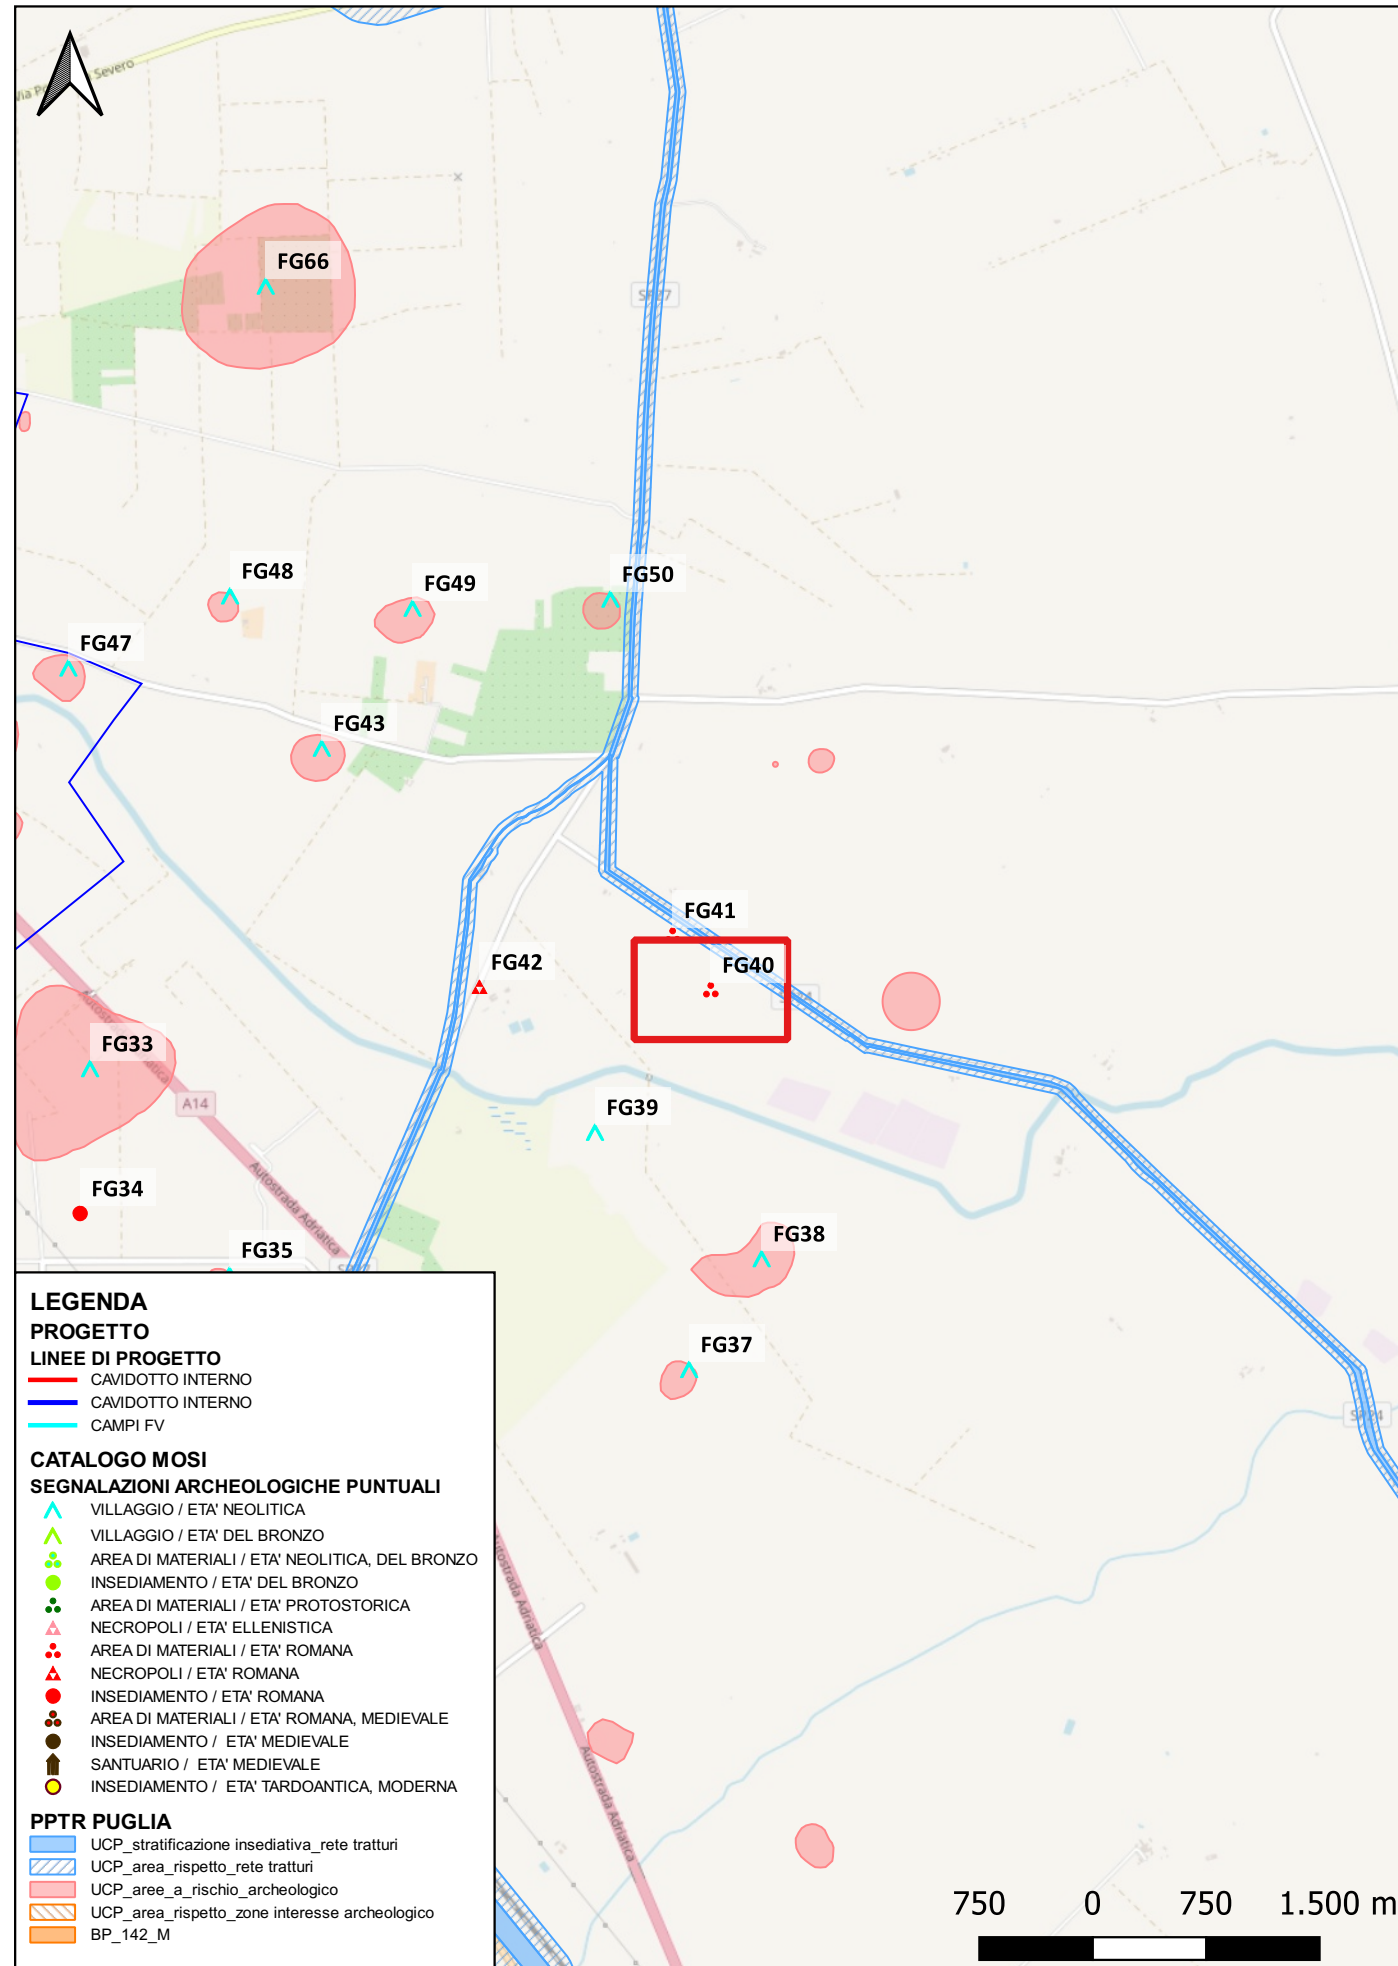 Severo
FG66
SP27
FG48
FG49
FG50
FG47
FG43
FG41
FG42
FG40
FG33
Autostrada Adriatica
A14
FG39
FG34
Autostrada Adriatica
FG35
FG38
FG37
SP24
LEGENDA
PROGETTO
LINEE DI PROGETTO
CAVIDOTTO INTERNO
CAVIDOTTO INTERNO
CAMPI FV
CATALOGO MOSI
SEGNALAZIONI ARCHEOLOGICHE PUNTUALI
VILLAGGIO / ETA' NEOLITICA
VILLAGGIO / ETA' DEL BRONZO
AREA DI MATERIALI / ETA' NEOLITICA, DEL BRONZO
INSEDIAMENTO / ETA' DEL BRONZO
AREA DI MATERIALI / ETA' PROTOSTORICA
NECROPOLI / ETA' ELLENISTICA
AREA DI MATERIALI / ETA' ROMANA
NECROPOLI / ETA' ROMANA
INSEDIAMENTO / ETA' ROMANA
AREA DI MATERIALI / ETA' ROMANA, MEDIEVALE
INSEDIAMENTO / ETA' MEDIEVALE
SANTUARIO / ETA' MEDIEVALE
INSEDIAMENTO / ETA' TARDOANTICA, MODERNA
PPTR PUGLIA
UCP_stratificazione insediativa_rete tratturi
UCP_area_rispetto_rete tratturi
UCP_aree_a_rischio_archeologico
UCP_area_rispetto_zone interesse archeologico
BP_142_M
Autostrada Adriatica
Autostrada Adriatica
750 0 750 1.500 m